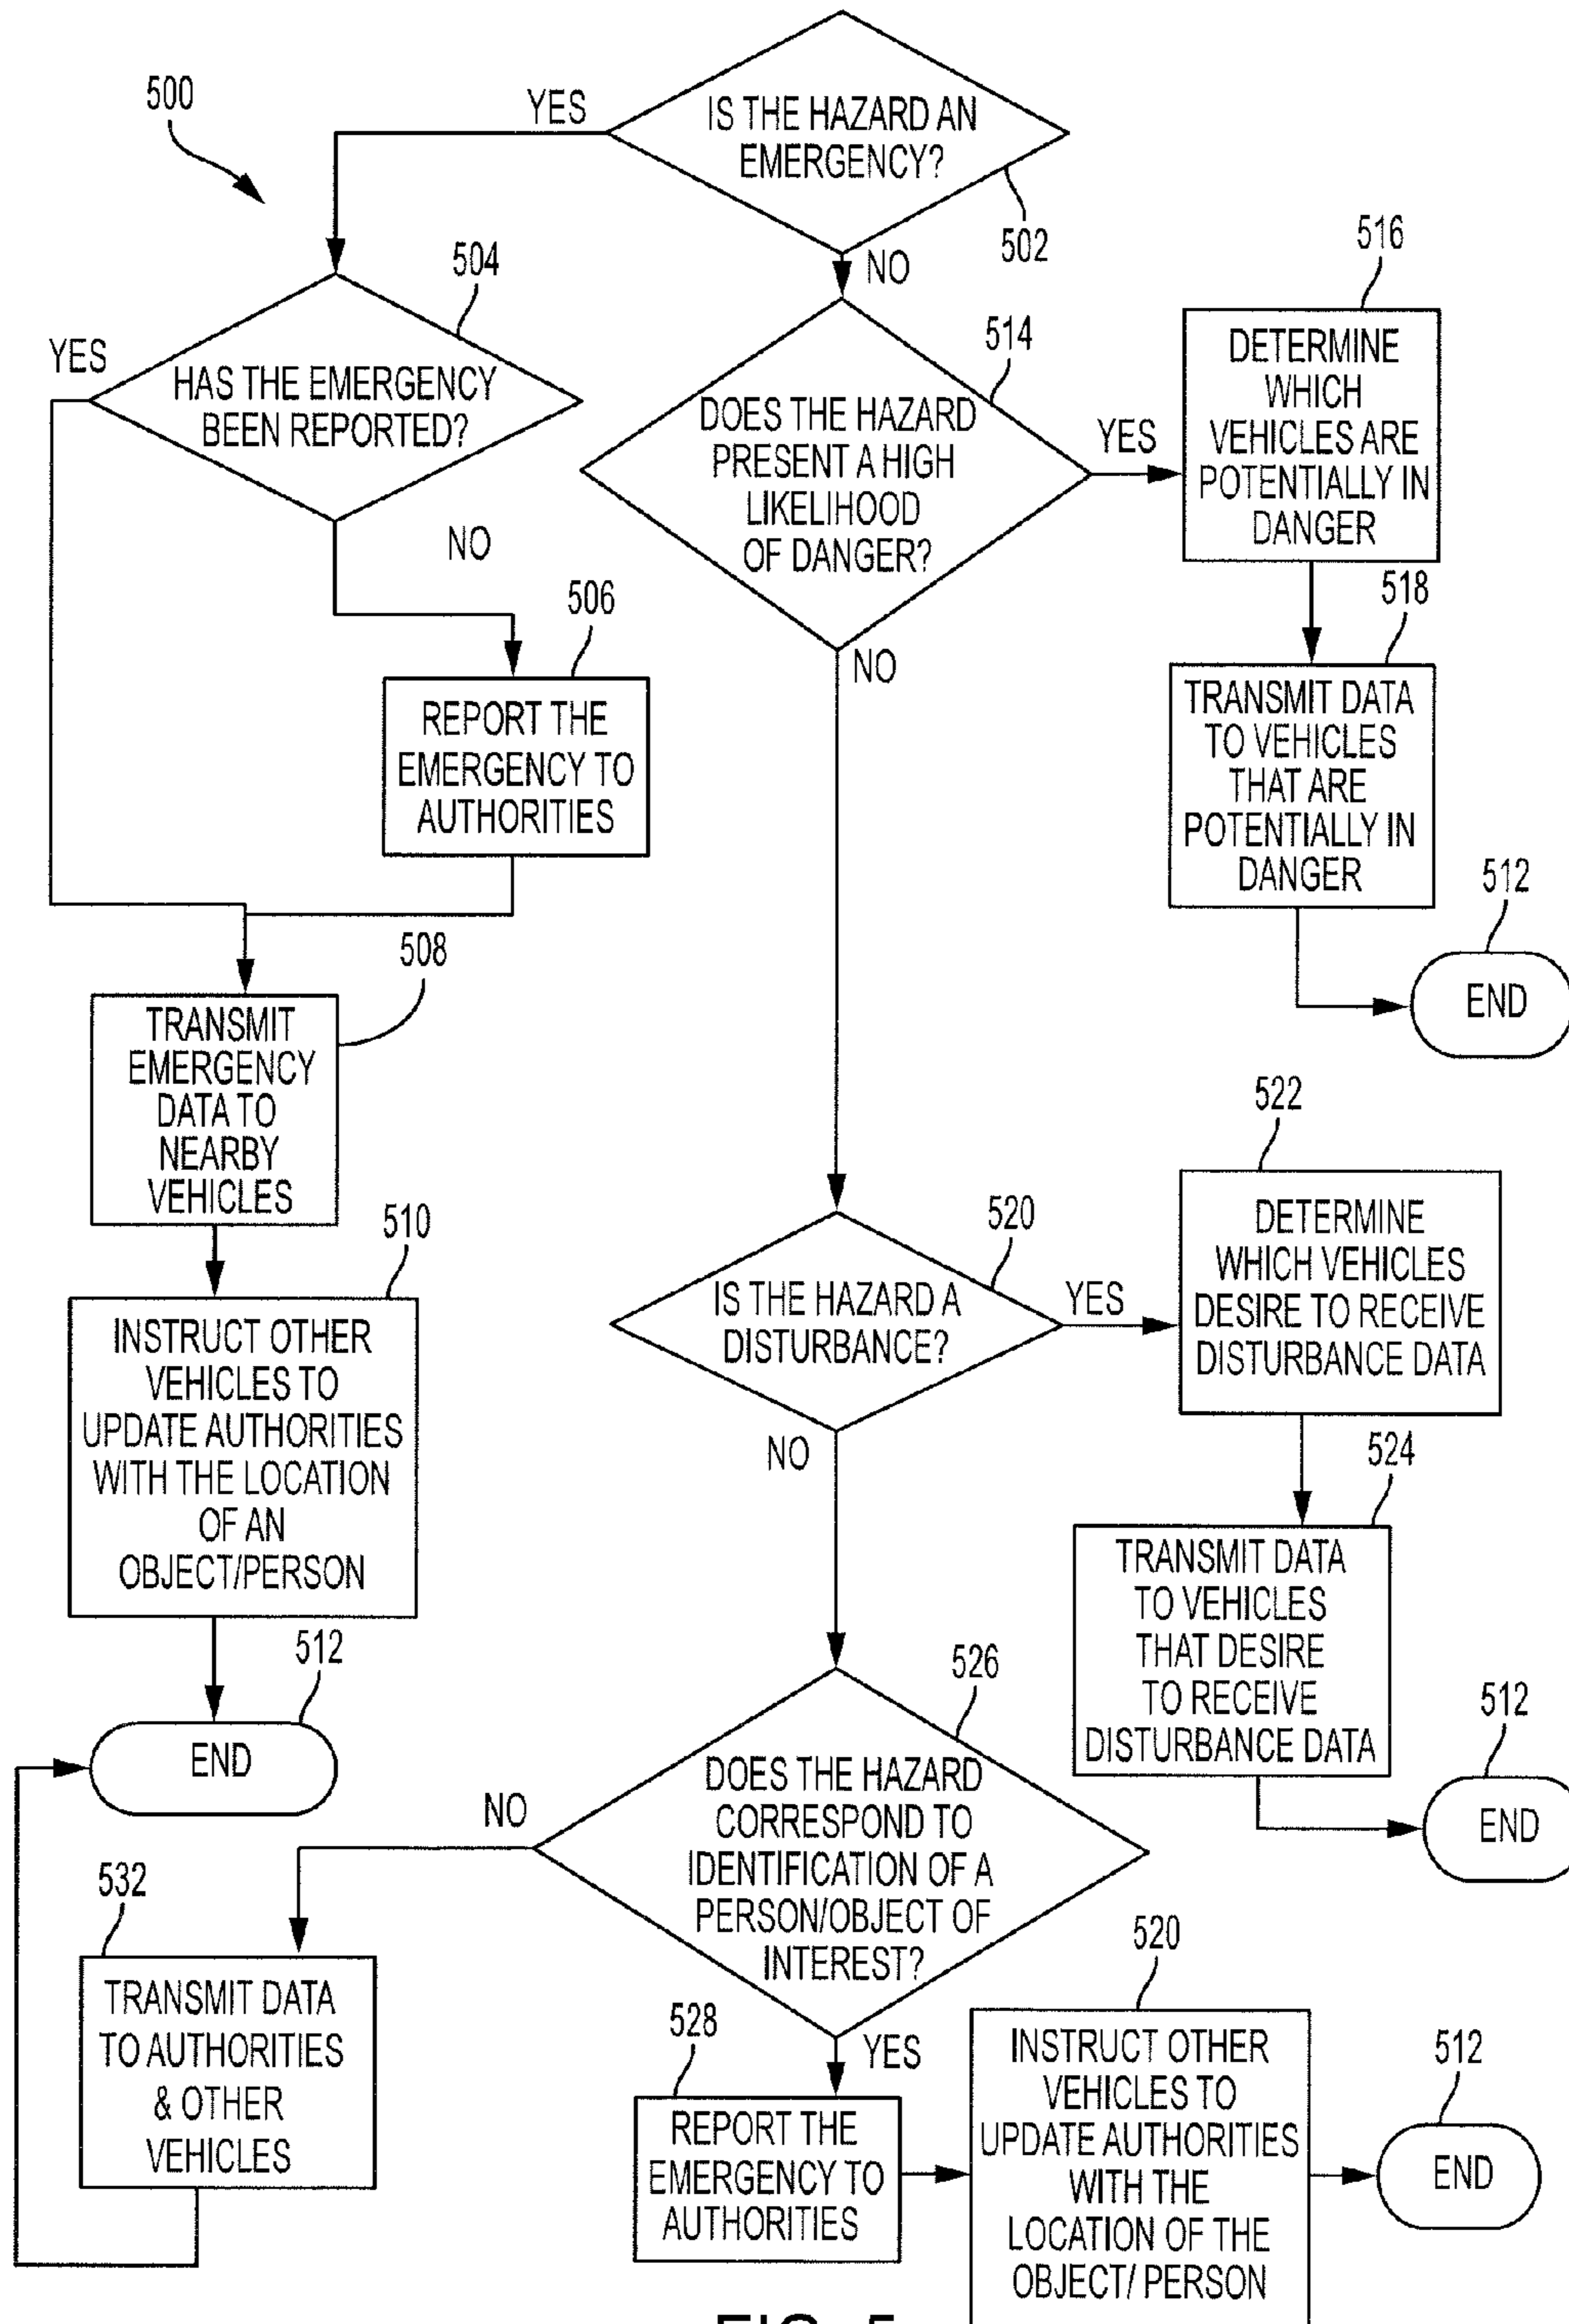 500
YES
IS THE HAZARD AN
EMERGENCY?
502
NO
504
YES
HAS THE EMERGENCY
BEEN REPORTED?
NO
506
REPORT THE
EMERGENCY TO
AUTHORITIES
508
TRANSMIT
EMERGENCY
DATA TO
NEARBY
VEHICLES
510
INSTRUCT OTHER
VEHICLES TO
UPDATE AUTHORITIES
WITH THE LOCATION
OF AN
OBJECT/PERSON
512
END
514
DOES THE HAZARD
PRESENT A HIGH
LIKELIHOOD
OF DANGER?
YES
NO
516
DETERMINE
WHICH
VEHICLES ARE
POTENTIALLY IN
DANGER
518
TRANSMIT DATA
TO VEHICLES
THAT ARE
POTENTIALLY IN
DANGER
512
END
520
IS THE HAZARD A
DISTURBANCE?
YES
NO
522
DETERMINE
WHICH VEHICLES
DESIRE TO RECEIVE
DISTURBANCE DATA
524
TRANSMIT DATA
TO VEHICLES
THAT DESIRE
TO RECEIVE
DISTURBANCE DATA
512
END
526
DOES THE HAZARD
CORRESPOND TO
IDENTIFICATION OF A
PERSON/OBJECT OF
INTEREST?
NO
532
TRANSMIT DATA
TO AUTHORITIES
& OTHER
VEHICLES
YES
528
REPORT THE
EMERGENCY TO
AUTHORITIES
520
INSTRUCT OTHER
VEHICLES TO
UPDATE AUTHORITIES
WITH THE
LOCATION OF THE
OBJECT/ PERSON
512
END
FIG. 5